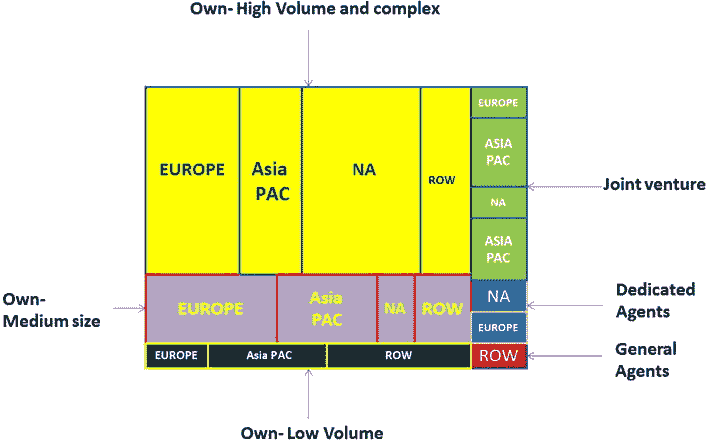 Own- High Volume and complex
EUROPE
Asia
PAC
NA
ROW
EUROPE
ASIA
PAC
NA
ASIA
PAC
Joint venture
Own-
Medium size
EUROPE
Asia
PAC
NA
ROW
NA
EUROPE
Dedicated
Agents
EUROPE
Asia PAC
ROW
ROW
General
Agents
Own- Low Volume